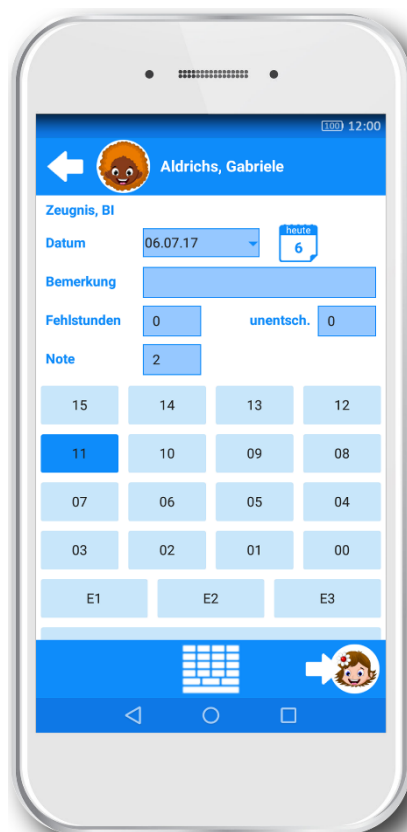 100 12:00
Aldrichs, Gabriele
Zeugnis, BI
Datum 06.07.17 heute 6
Bemerkung
Fehlstunden 0 unentsch. 0
Note 2
15 14 13 12
11 10 09 08
07 06 05 04
03 02 01 00
E1 E2 E3